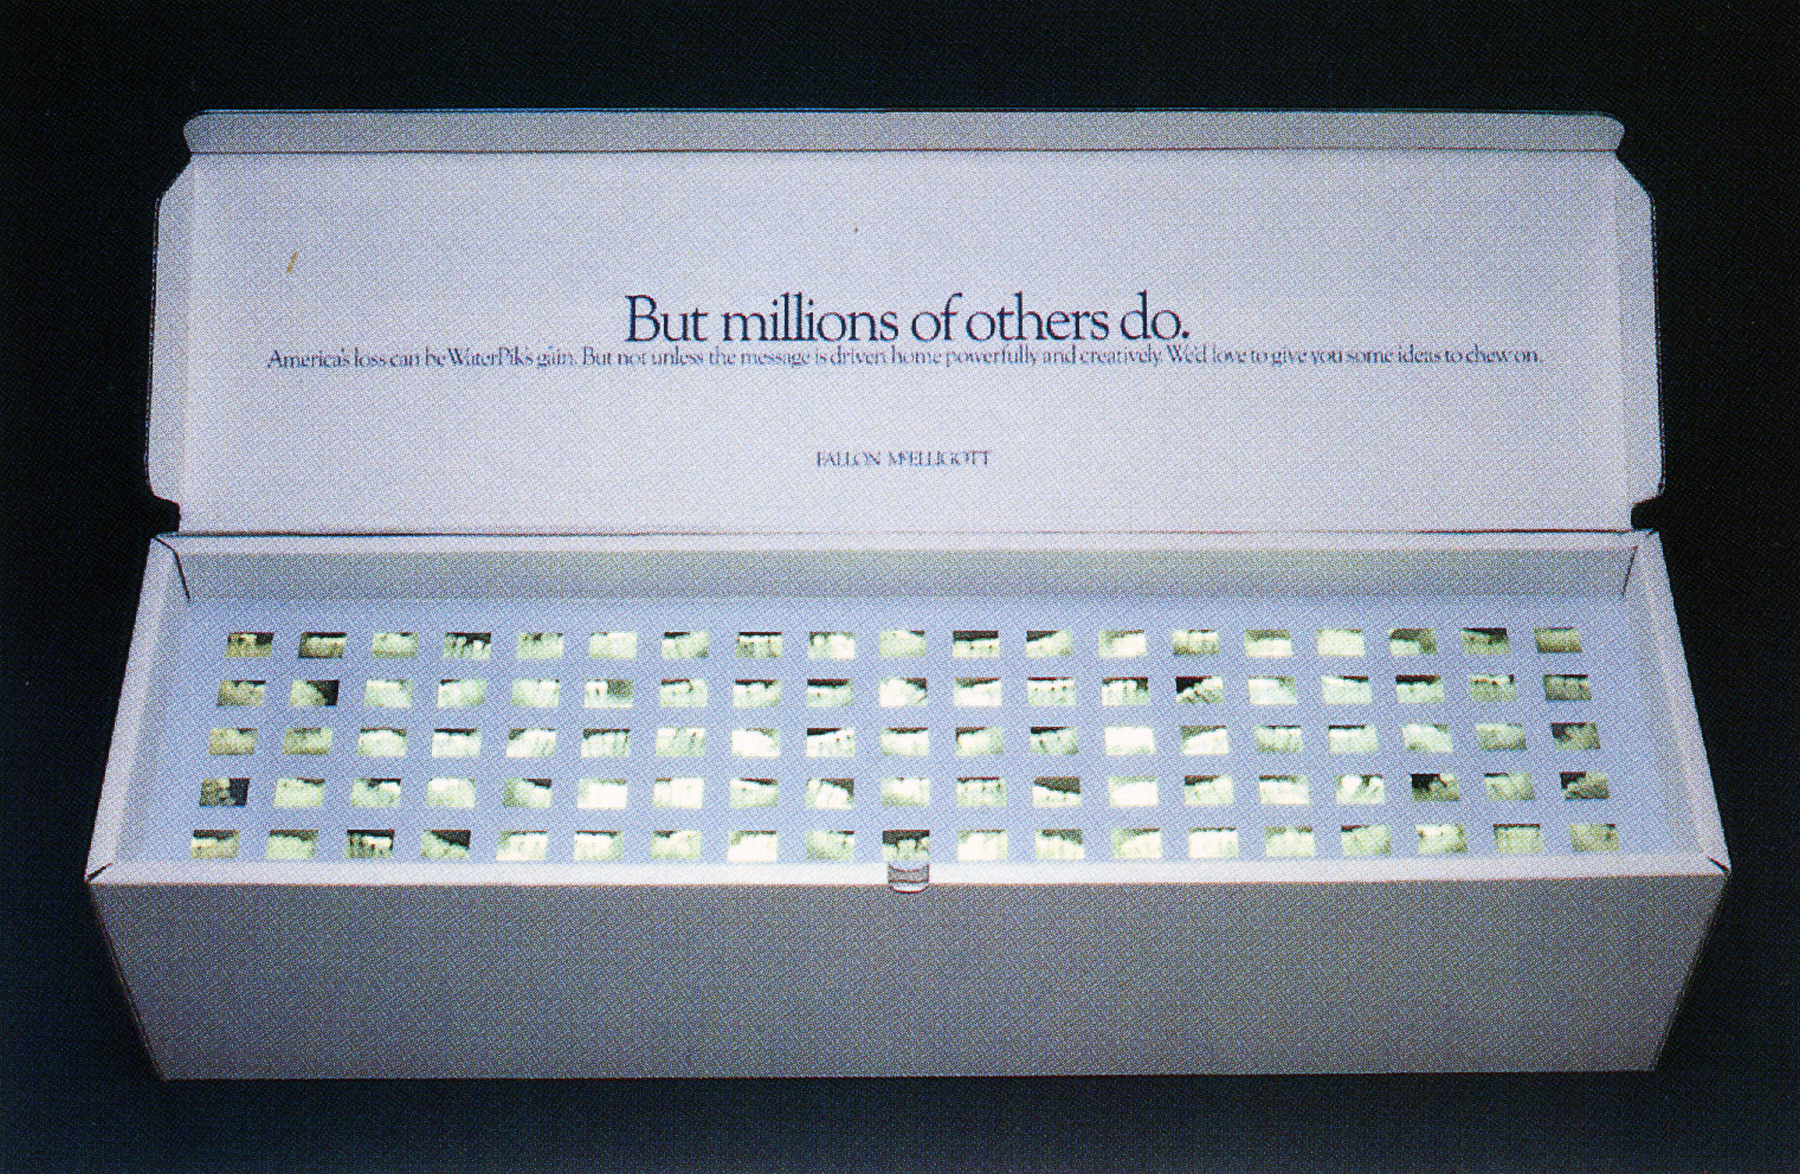 But millions of others do.
America's loss can be WaterPik's gain. But not unless the message is driven home powerfully and creatively. We'd love to give you some ideas to chew on.
FALLON McELLIGOTT